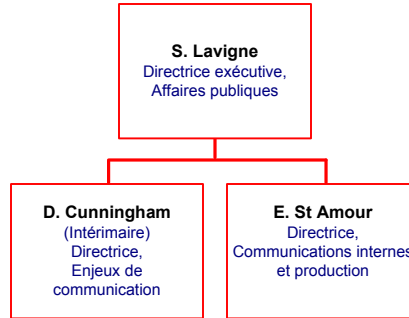 S. Lavigne
Directrice exécutive,
Affaires publiques
D. Cunningham
(Intérimaire)
Directrice,
Enjeux de
communication
E. St Amour
Directrice,
Communications internes
et production